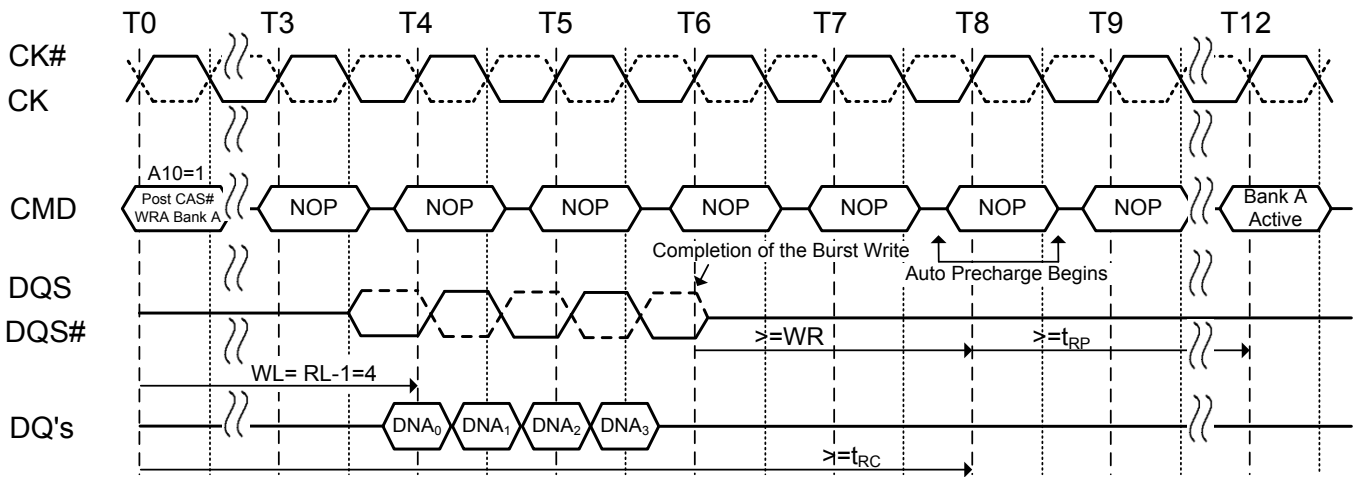 T0 T3 T4 T5 T6 T7 T8 T9 T12
CK#
CK
A10=1
CMD
Post CAS#
WRA Bank A
NOP NOP NOP NOP NOP NOP NOP
Bank A
Active
Completion of the Burst Write
Auto Precharge Begins
DQS
DQS#
>=WR >=tRP
WL= RL-1=4
DQ's
DNA0 DNA1 DNA2 DNA3
>=tRC